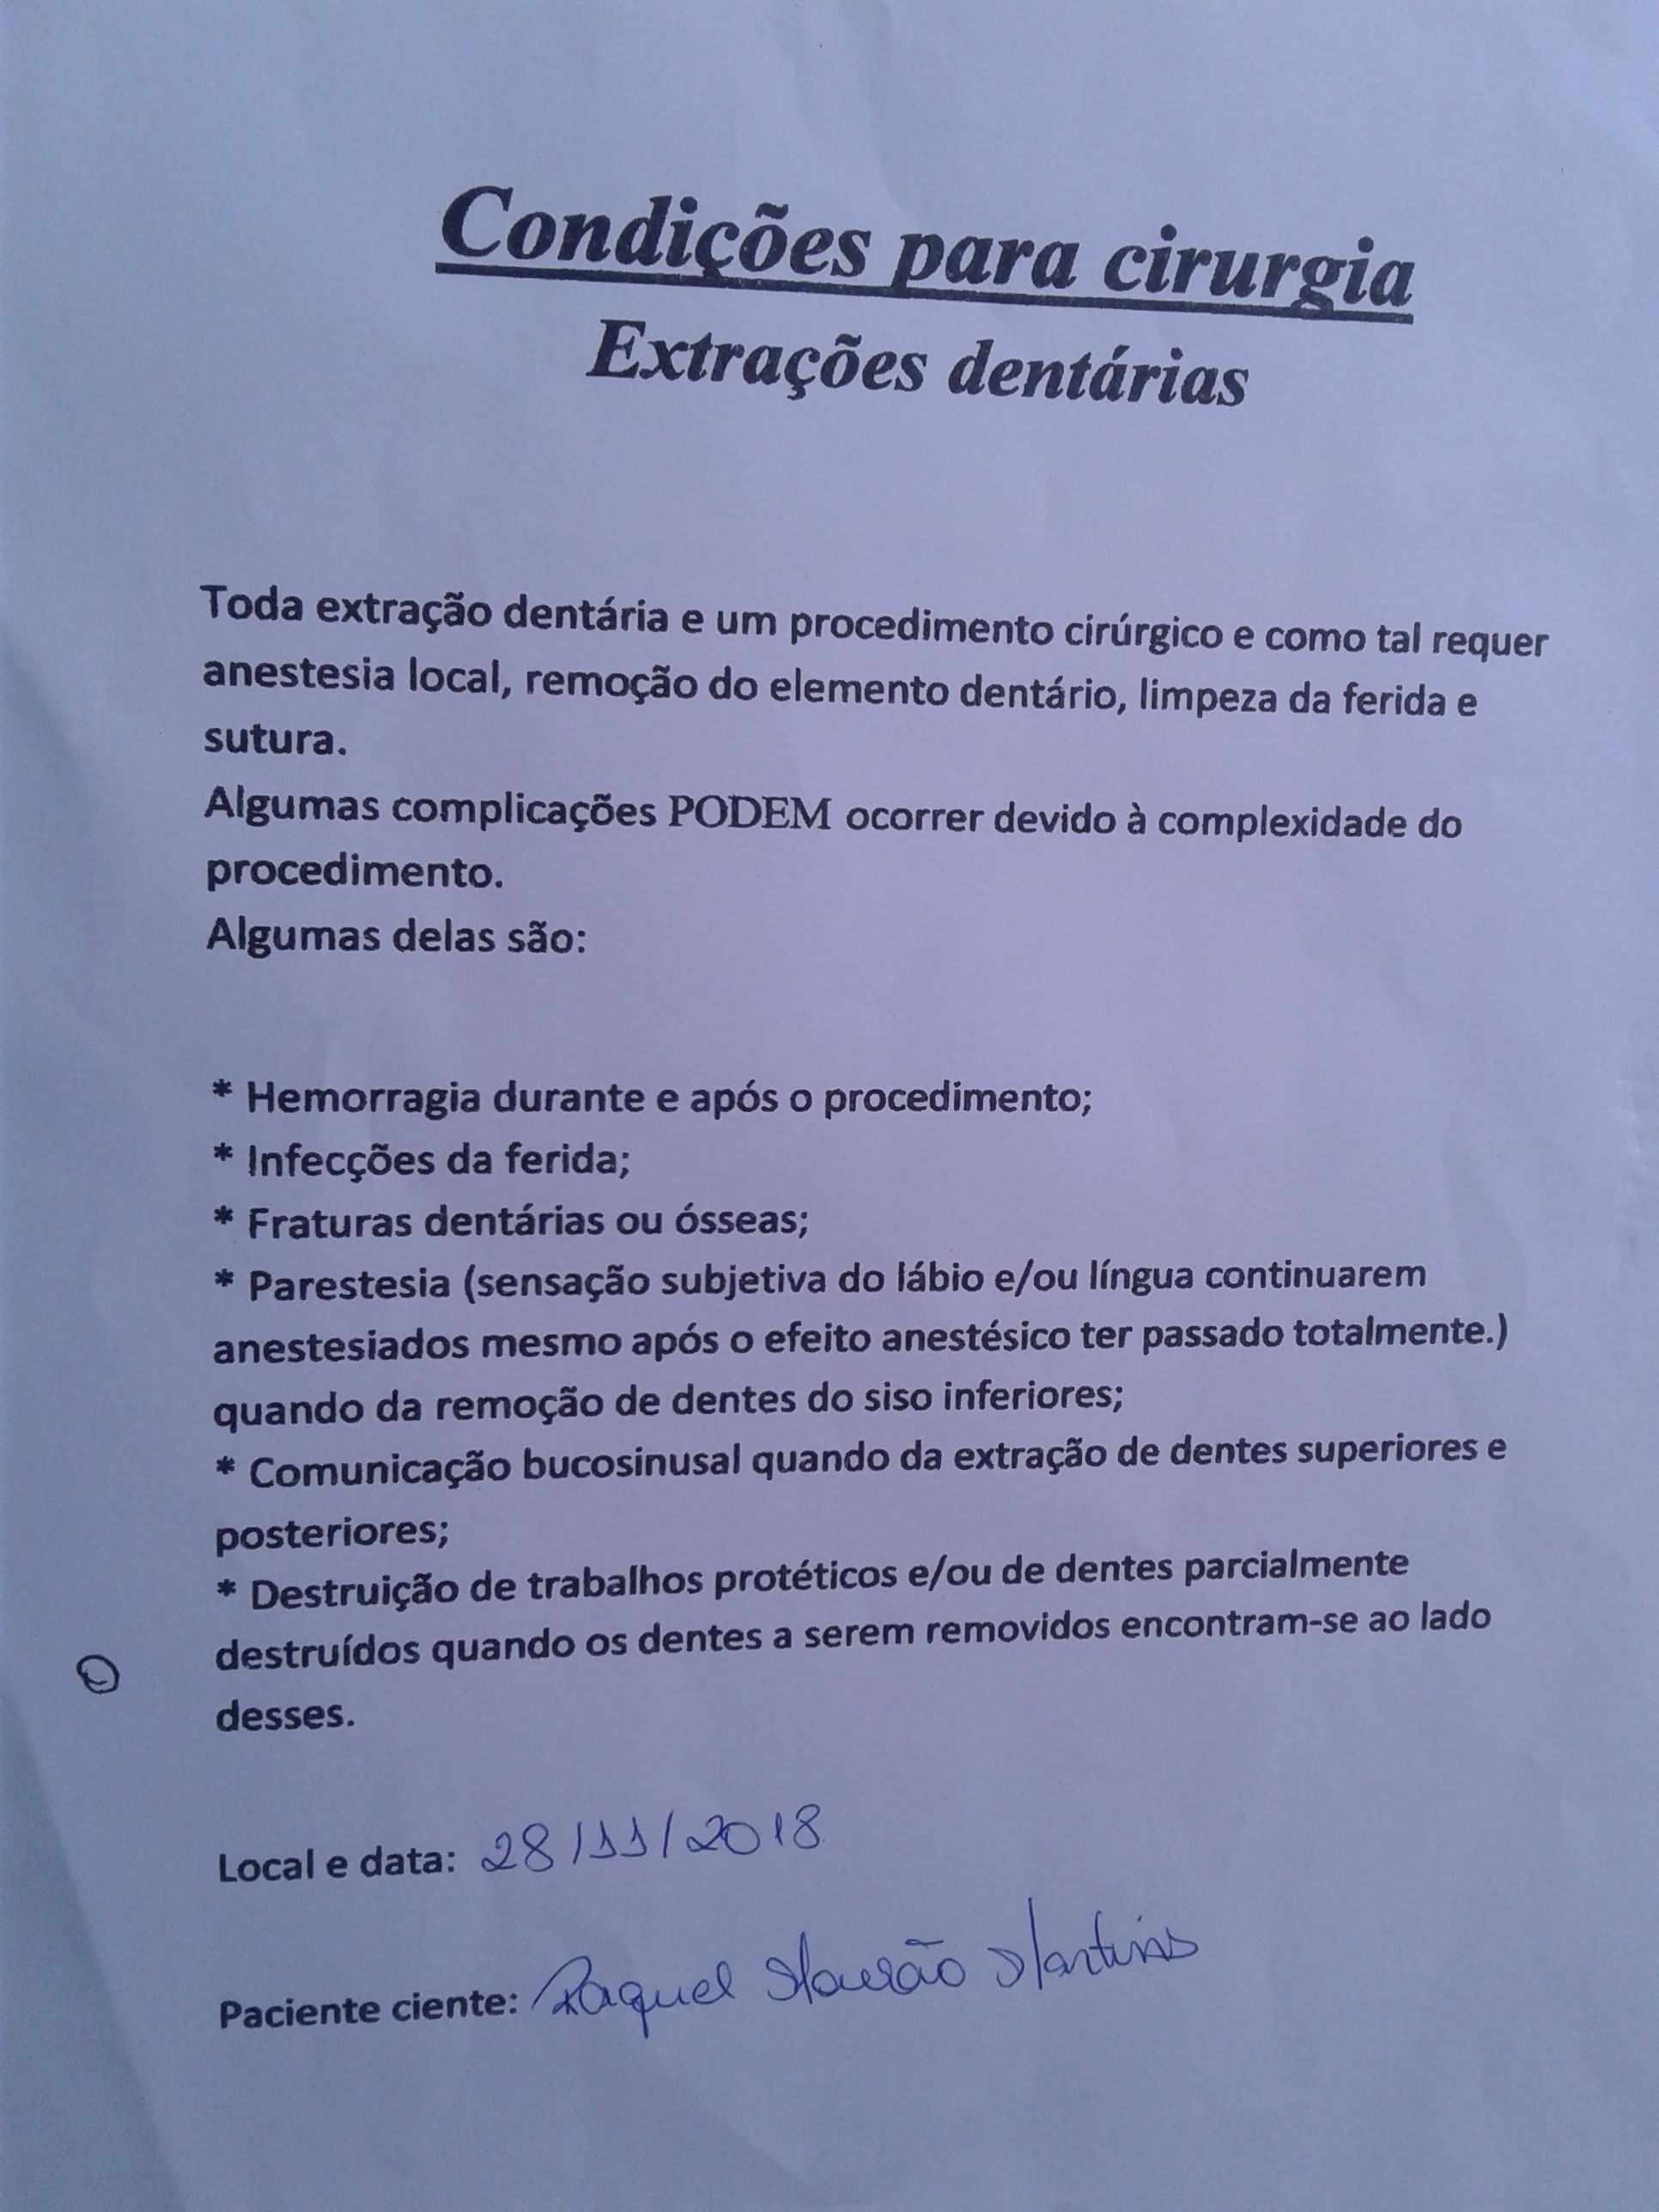 Condições para cirurgia
Extrações dentárias
Toda extração dentária e um procedimento cirúrgico e como tal requer
anestesia local, remoção do elemento dentário, limpeza da ferida e
sutura.
Algumas complicações PODEM ocorrer devido à complexidade do
procedimento.
Algumas delas são:
* Hemorragia durante e após o procedimento;
* Infecções da ferida;
* Fraturas dentárias ou ósseas;
* Parestesia (sensação subjetiva do lábio e/ou língua continuarem
anestesiados mesmo após o efeito anestésico ter passado totalmente.)
quando da remoção de dentes do siso inferiores;
* Comunicação bucosinusal quando da extração de dentes superiores e
posteriores;
* Destruição de trabalhos protéticos e/ou de dentes parcialmente
destruídos quando os dentes a serem removidos encontram-se ao lado
desses.
Local e data: 28/11/2018
Paciente ciente: Raquel Mourão Martins